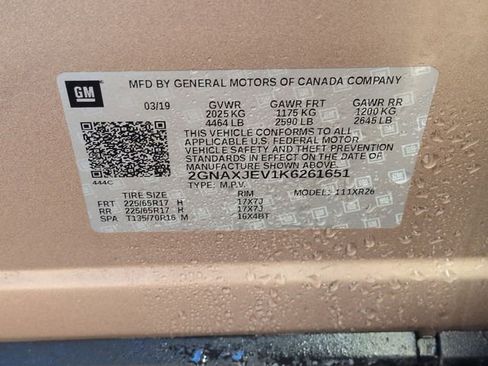 GM
MFD BY GENERAL MOTORS OF CANADA COMPANY
03/19 GVWR GAWR FRT GAWR RR
2025 KG 1175 KG 1200 KG
4464 LB 2590 LB 2645 LB
THIS VEHICLE CONFORMS TO ALL
APPLICABLE U.S. FEDERAL MOTOR
VEHICLE SAFETY AND THEFT
PREVENTION STANDARDS IN
EFFECT ON THE DATE OF
MANUFACTURE SHOWN ABOVE.
2GNAXJEV1K6261651
444C TYPE: M.P.V. MODEL: 111XR26
TIRE SIZE RIM
FRT 225/65R17 H 17X7J
RR 225/65R17 H 17X7J
SPA T135/70R16 M 16X4BT